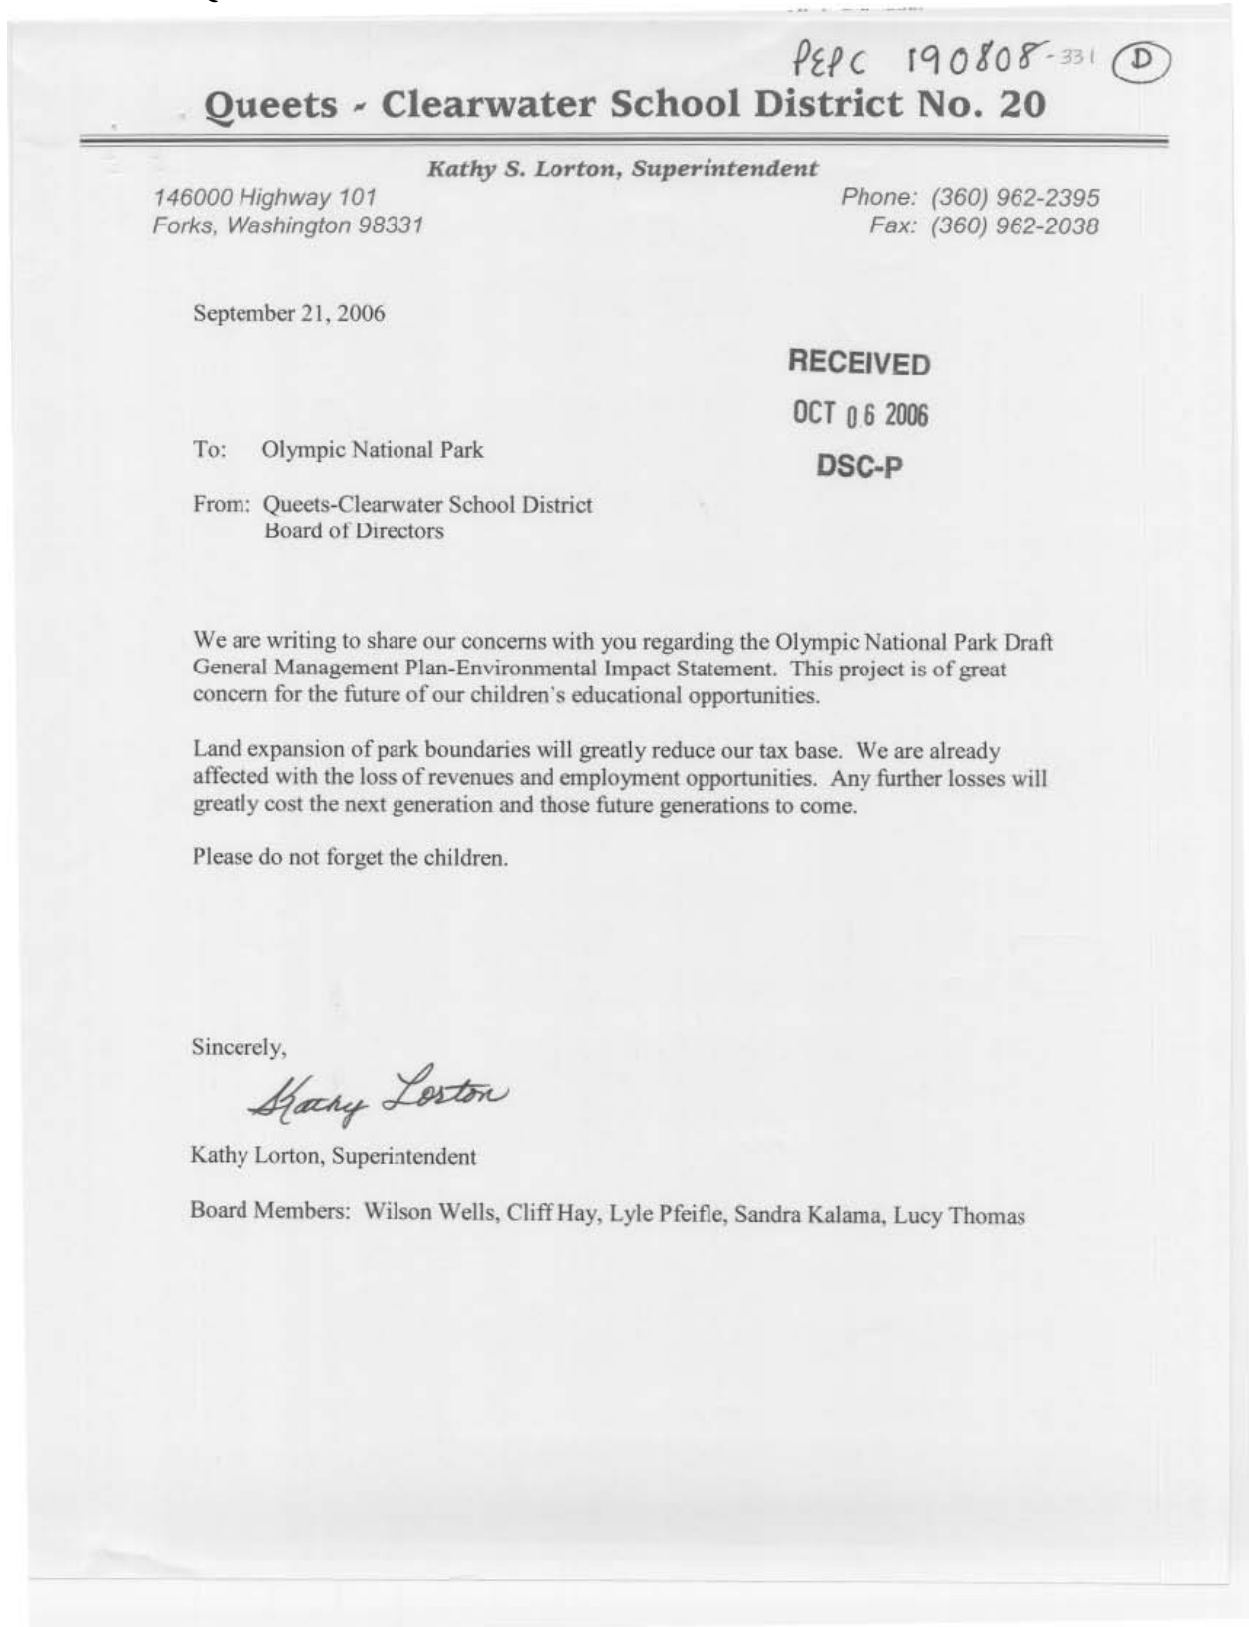 PEPC 190808-331 D
Queets - Clearwater School District No. 20
Kathy S. Lorton, Superintendent
146000 Highway 101
Phone: (360) 962-2395
Forks, Washington 98331
Fax: (360) 962-2038
September 21, 2006
RECEIVED
OCT 06 2006
DSC-P
To: Olympic National Park
From: Queets-Clearwater School District
Board of Directors
We are writing to share our concerns with you regarding the Olympic National Park Draft
General Management Plan-Environmental Impact Statement. This project is of great
concern for the future of our children's educational opportunities.
Land expansion of park boundaries will greatly reduce our tax base. We are already
affected with the loss of revenues and employment opportunities. Any further losses will
greatly cost the next generation and those future generations to come.
Please do not forget the children.
Sincerely,
Kathy Lorton
Kathy Lorton, Superintendent
Board Members: Wilson Wells, Cliff Hay, Lyle Pfeifle, Sandra Kalama, Lucy Thomas